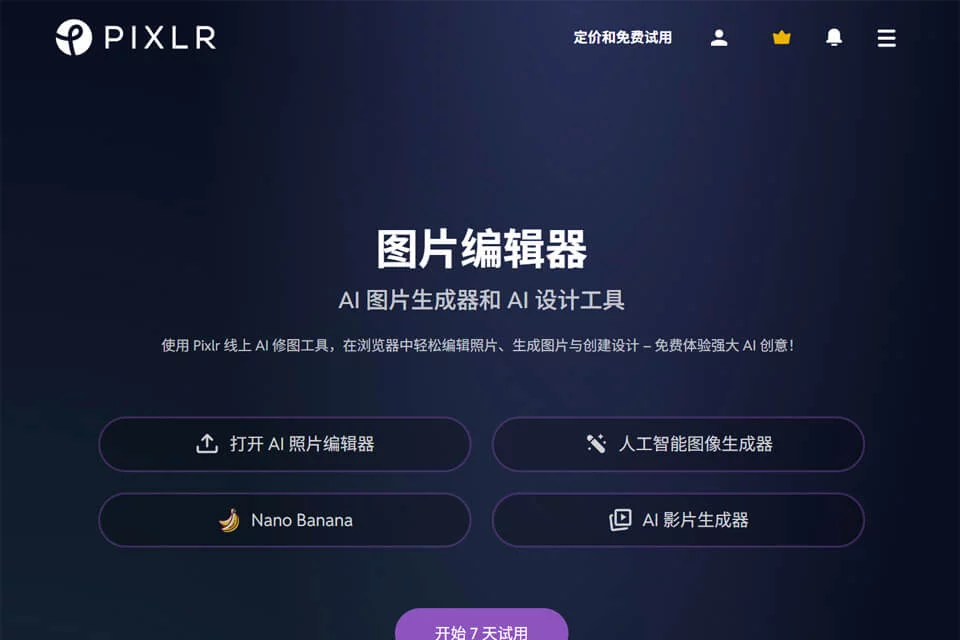 PIXLR
定价和免费试用
图片编辑器
AI 图片生成器和 AI 设计工具
使用 Pixlr 线上 AI 修图工具，在浏览器中轻松编辑照片、生成图片与创建设计 – 免费体验强大 AI 创意！
打开 AI 照片编辑器
人工智能图像生成器
Nano Banana
AI 影片生成器
开始 7 天试用